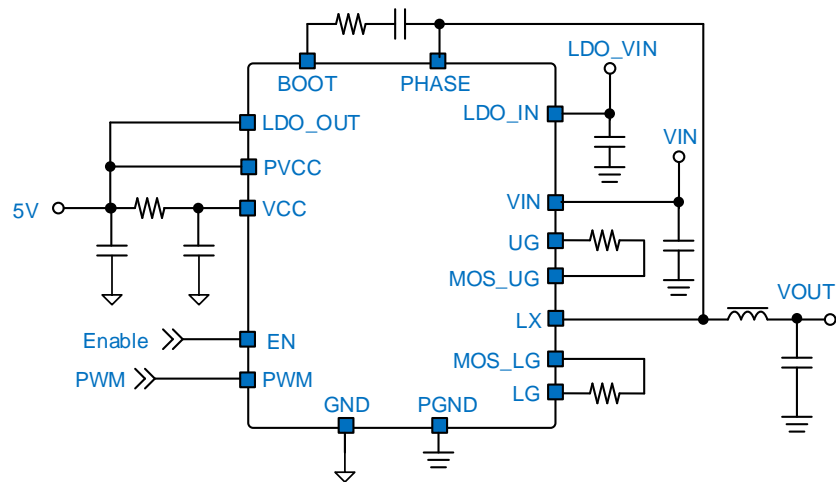 BOOT
PHASE
LDO_VIN
LDO_OUT
LDO_IN
PVCC
VIN
5V
VCC
VIN
UG
MOS_UG
VOUT
LX
Enable
EN
MOS_LG
PWM
PWM
LG
GND
PGND